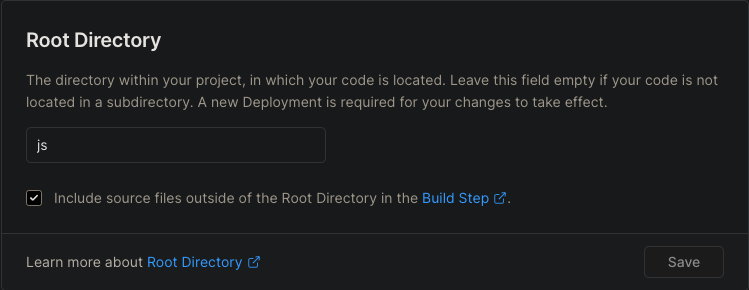 Root Directory
The directory within your project, in which your code is located. Leave this field empty if your code is not
located in a subdirectory. A new Deployment is required for your changes to take effect.
js
Include source files outside of the Root Directory in the Build Step.
Learn more about Root Directory
Save